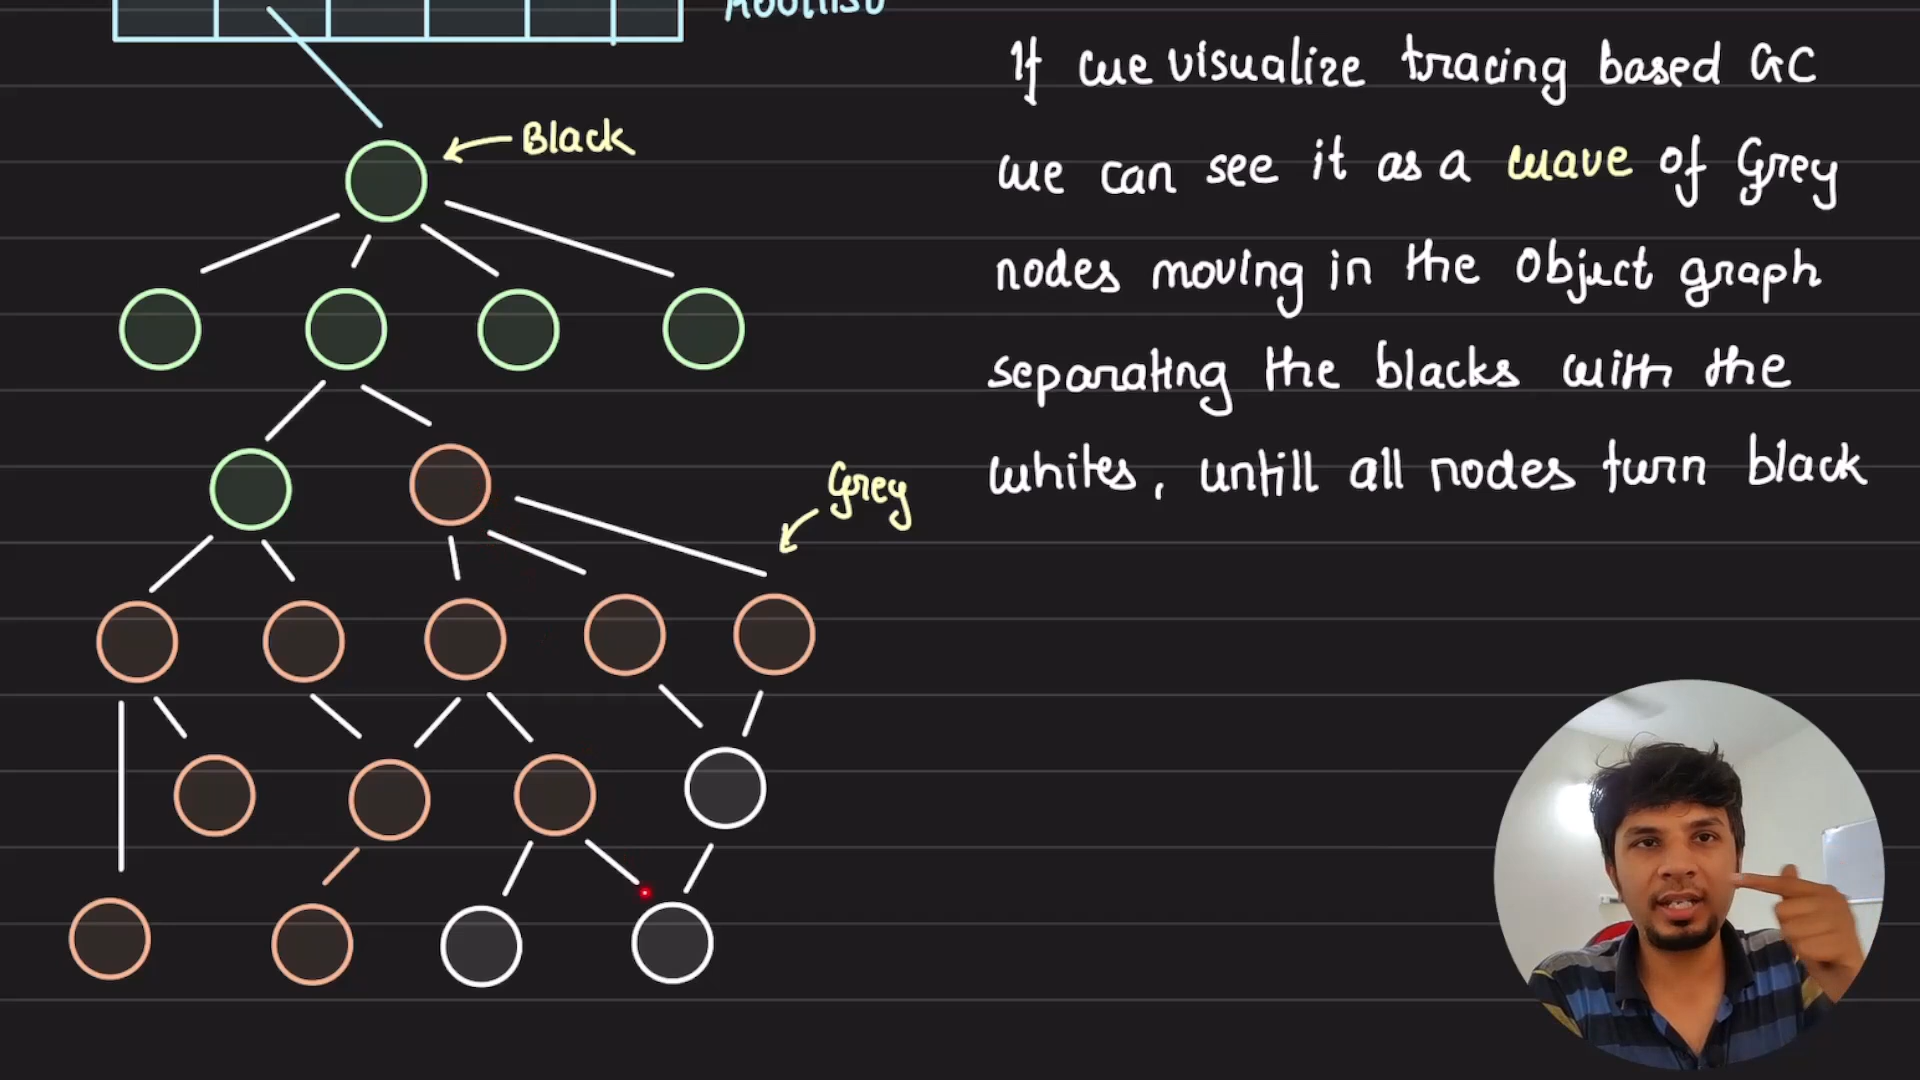 If we visualize tracing based GC
we can see it as a wave of Grey
nodes moving in the Object graph
separating the blacks with the
whites, untill all nodes turn black
Black
Grey